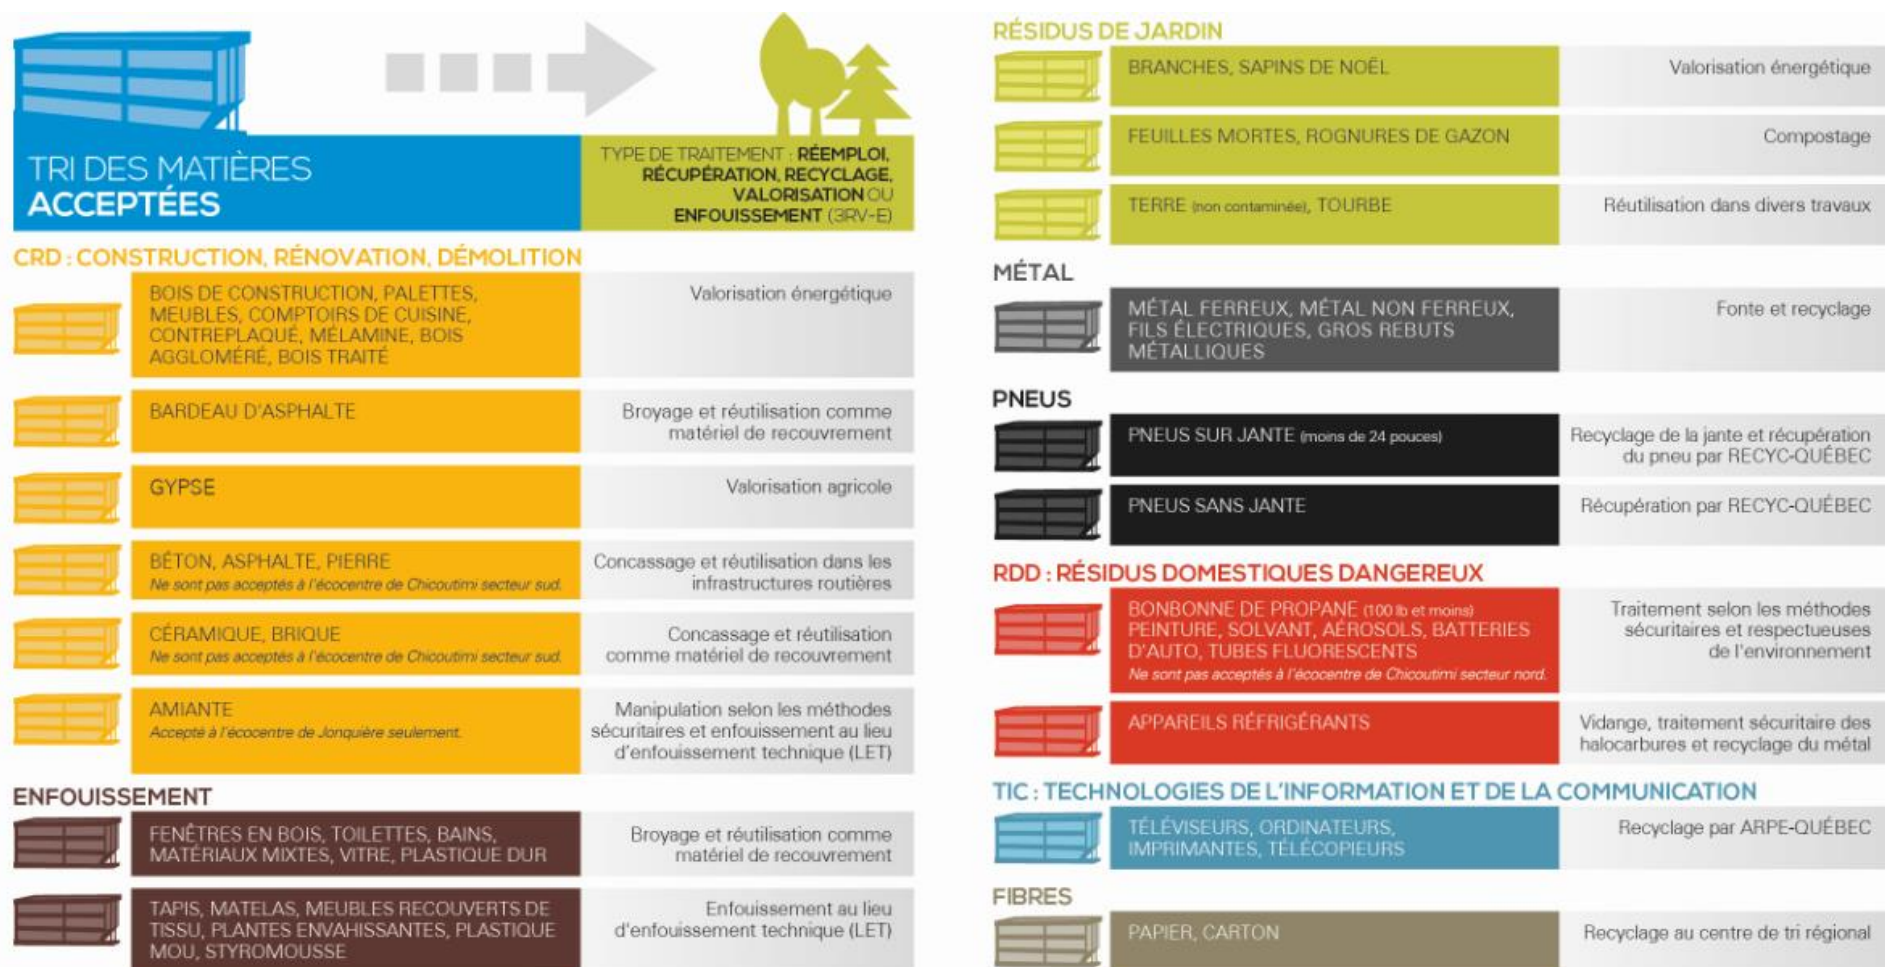 TRI DES MATIÈRES
ACCEPTÉES
TYPE DE TRAITEMENT : RÉEMPLOI,
RÉCUPÉRATION, RECYCLAGE,
VALORISATION OU
ENFOUISSEMENT (3RV-E)
CRD : CONSTRUCTION, RÉNOVATION, DÉMOLITION
BOIS DE CONSTRUCTION, PALETTES,
MEUBLES, COMPTOIRS DE CUISINE,
CONTREPLAQUÉ, MÉLAMINE, BOIS
AGGLOMÉRÉ, BOIS TRAITÉ
Valorisation énergétique
BARDEAU D'ASPHALTE
Broyage et réutilisation comme
matériel de recouvrement
GYPSE
Valorisation agricole
BÉTON, ASPHALTE, PIERRE
Ne sont pas acceptés à l'écocentre de Chicoutimi secteur sud.
Concassage et réutilisation dans les
infrastructures routières
CÉRAMIQUE, BRIQUE
Ne sont pas acceptés à l'écocentre de Chicoutimi secteur sud.
Concassage et réutilisation
comme matériel de recouvrement
AMIANTE
Accepté à l'écocentre de Jonquière seulement.
Manipulation selon les méthodes
sécuritaires et enfouissement au lieu
d'enfouissement technique (LET)
ENFOUISSEMENT
FENÊTRES EN BOIS, TOILETTES, BAINS,
MATÉRIAUX MIXTES, VITRE, PLASTIQUE DUR
Broyage et réutilisation comme
matériel de recouvrement
TAPIS, MATELAS, MEUBLES RECOUVERTS DE
TISSU, PLANTES ENVAHISSANTES, PLASTIQUE
MOU, STYROMOUSSE
Enfouissement au lieu
d'enfouissement technique (LET)
RÉSIDUS DE JARDIN
BRANCHES, SAPINS DE NOËL
Valorisation énergétique
FEUILLES MORTES, ROGNURES DE GAZON
Compostage
TERRE (non contaminée), TOURBE
Réutilisation dans divers travaux
MÉTAL
MÉTAL FERREUX, MÉTAL NON FERREUX,
FILS ÉLECTRIQUES, GROS REBUTS
MÉTALLIQUES
Fonte et recyclage
PNEUS
PNEUS SUR JANTE (moins de 24 pouces)
Recyclage de la jante et récupération
du pneu par RECYC-QUÉBEC
PNEUS SANS JANTE
Récupération par RECYC-QUÉBEC
RDD : RÉSIDUS DOMESTIQUES DANGEREUX
BONBONNE DE PROPANE (100 lb et moins)
PEINTURE, SOLVANT, AÉROSOLS, BATTERIES
D'AUTO, TUBES FLUORESCENTS
Ne sont pas acceptés à l'écocentre de Chicoutimi secteur nord.
Traitement selon les méthodes
sécuritaires et respectueuses
de l'environnement
APPAREILS RÉFRIGÉRANTS
Vidange, traitement sécuritaire des
halocarbures et recyclage du métal
TIC : TECHNOLOGIES DE L'INFORMATION ET DE LA COMMUNICATION
TÉLÉVISEURS, ORDINATEURS,
IMPRIMANTES, TÉLÉCOPIEURS
Recyclage par ARPE-QUÉBEC
FIBRES
PAPIER, CARTON
Recyclage au centre de tri régional